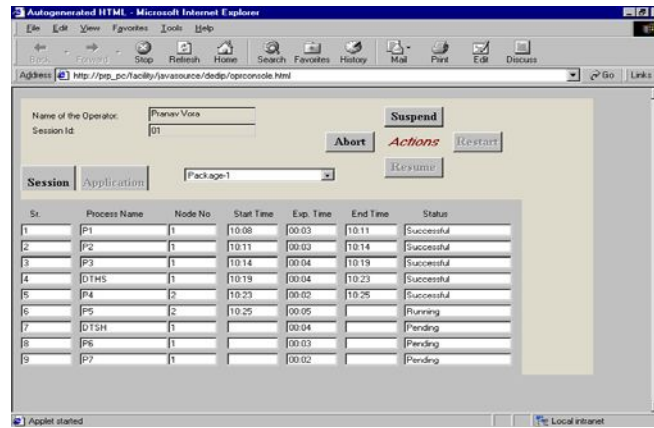 Autogenerated HTML - Microsoft Internet Explorer
File Edit View Favorites Tools Help
Back Forward Stop Refresh Home Search Favorites History Mail Print Edit Discuss
Address http://prp_pc/facility/javasource/dedip/oprconsole.html Go Links
Name of the Operator: Pranav Vora
Session Id: 01
Suspend
Abort Actions Restart
Resume
Session Application Package-1
Sr. Process Name Node No Start Time Exp. Time End Time Status
1 P1 1 10:08 00:03 10:11 Successful
2 P2 1 10:11 00:03 10:14 Successful
3 P3 1 10:14 00:04 10:19 Successful
4 DTHS 1 10:19 00:04 10:23 Successful
5 P4 2 10:23 00:02 10:25 Successful
6 P5 2 10:25 00:05 Running
7 DTSH 1 00:04 Pending
8 P6 1 00:03 Pending
9 P7 1 00:02 Pending
Applet started Local intranet